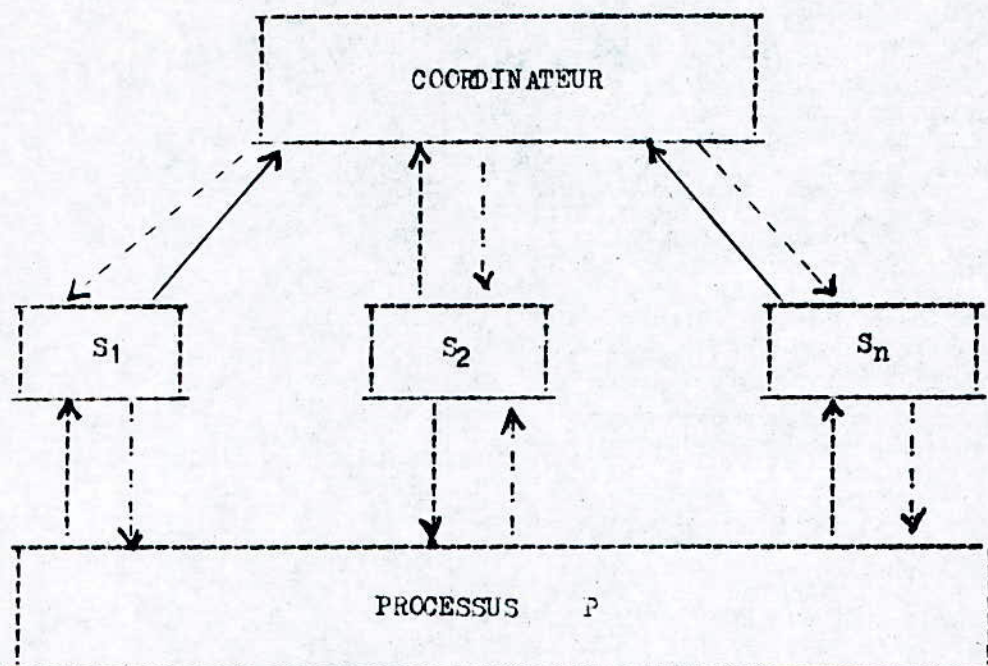 COORDINATEUR
S₁ S₂ Sₙ
PROCESSUS P